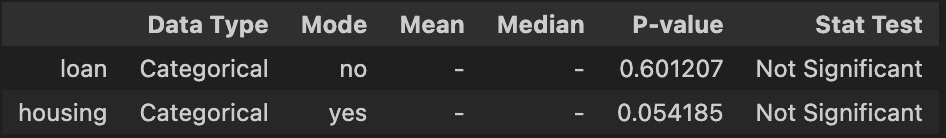 Data Type Mode Mean Median P-value Stat Test
loan Categorical no - - 0.601207 Not Significant
housing Categorical yes - - 0.054185 Not Significant